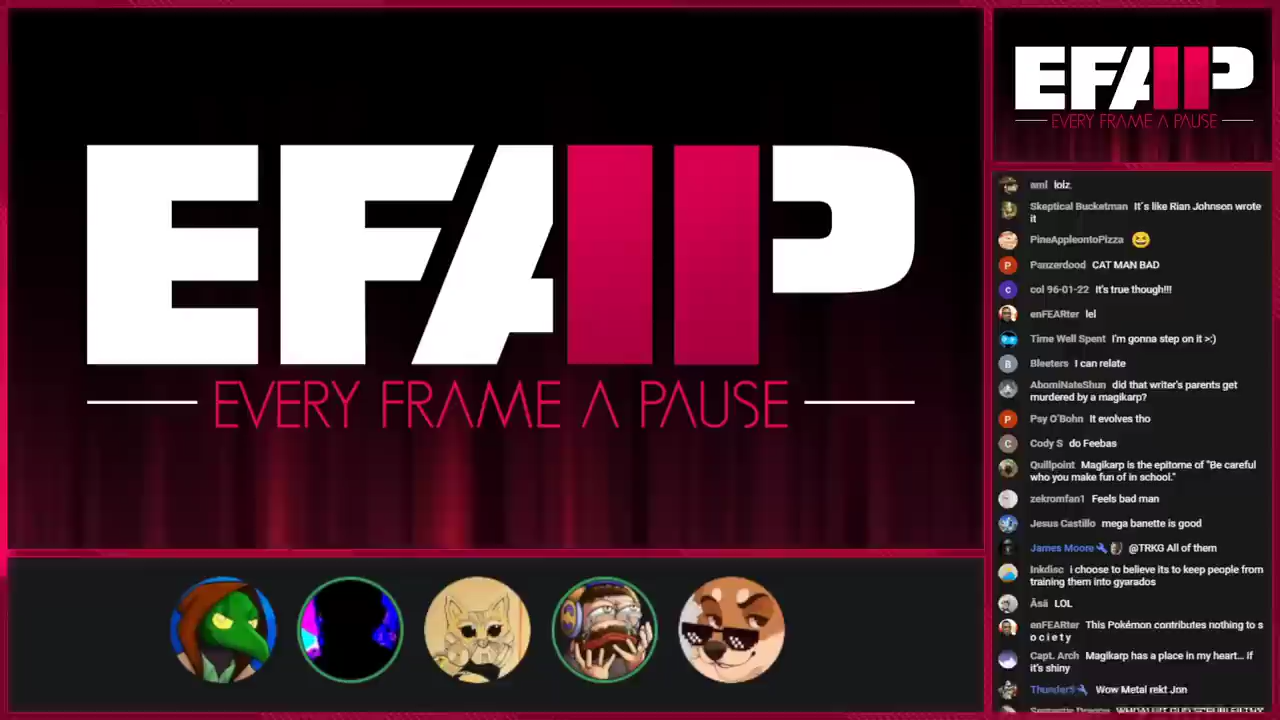 EFAP
EVERY FRAME A PAUSE
EFAP
EVERY FRAME A PAUSE
aml lolz
Skeptical Bucketman It´s like Rian Johnson wrote
it
PineAppleontoPizza
P Panzerdood CAT MAN BAD
c col 96-01-22 It's true though!!!
enFEARter lel
Time Well Spent I'm gonna step on it >:)
B Bleeters I can relate
AbomiNateShun did that writer's parents get
murdered by a magikarp?
P Psy O'Bohn It evolves tho
C Cody S do Feebas
Quillpoint Magikarp is the epitome of "Be careful
who you make fun of in school."
zekromfan1 Feels bad man
Jesus Castillo mega banette is good
James Moore @TRKG All of them
Inkdisc i choose to believe its to keep people from
training them into gyarados
Äsä LOL
enFEARter This Pokémon contributes nothing to s
o c i e t y
Capt. Arch Magikarp has a place in my heart... if
it's shiny
Wow Metal rekt Jon